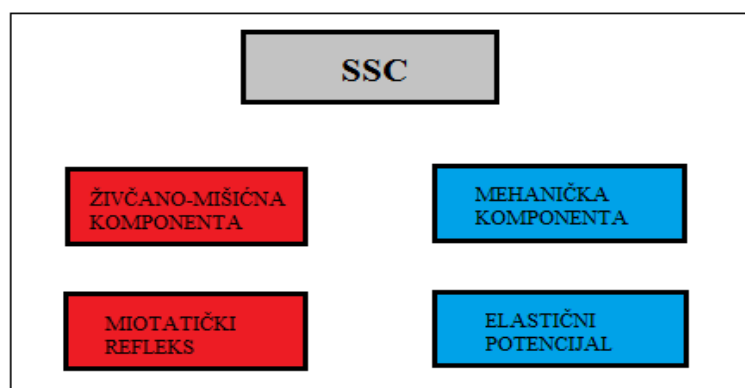 SSC
ŽIVČANO-MIŠIĆNA
KOMPONENTA
MEHANIČKA
KOMPONENTA
MIOTATIČKI
REFLEKS
ELASTIČNI
POTENCIJAL